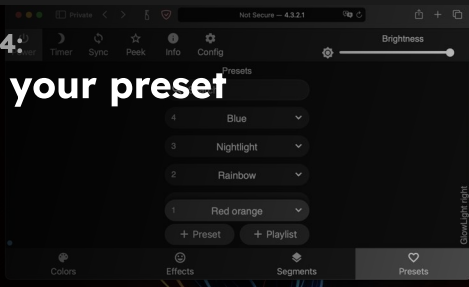 Private
Not Secure — 4.3.2.1
4:
Timer
Sync
Peek
Info
Config
Brightness
Presets
your preset
4 Blue
3 Nightlight
2 Rainbow
1 Red orange
+ Preset
+ Playlist
GlowLight right
Colors
Effects
Segments
Presets